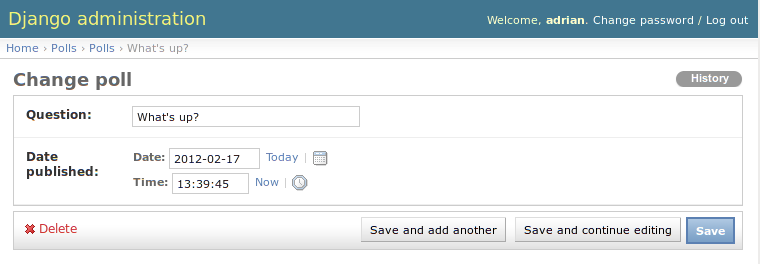 Django administration
Welcome, adrian. Change password / Log out
Home › Polls › Polls › What's up?
Change poll
History
Question:
What's up?
Date published:
Date: 2012-02-17 Today |
Time: 13:39:45 Now |
Delete
Save and add another
Save and continue editing
Save